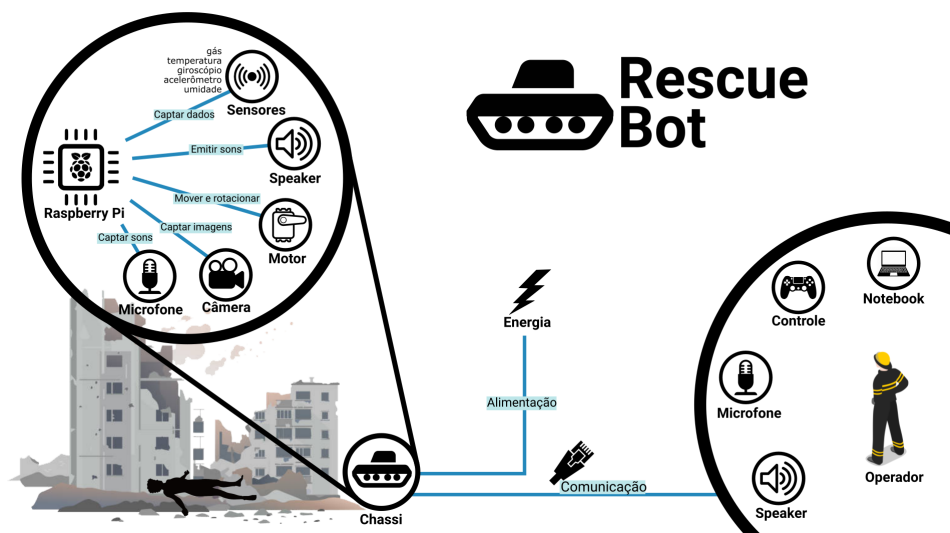 gás
temperatura
giroscópio
acelerômetro
umidade
Sensores
Captar dados
Emitir sons
Speaker
Mover e rotacionar
Raspberry Pi
Captar imagens
Captar sons
Motor
Microfone
Câmera
Rescue
Bot
Energia
Alimentação
Comunicação
Chassi
Notebook
Controle
Microfone
Operador
Speaker